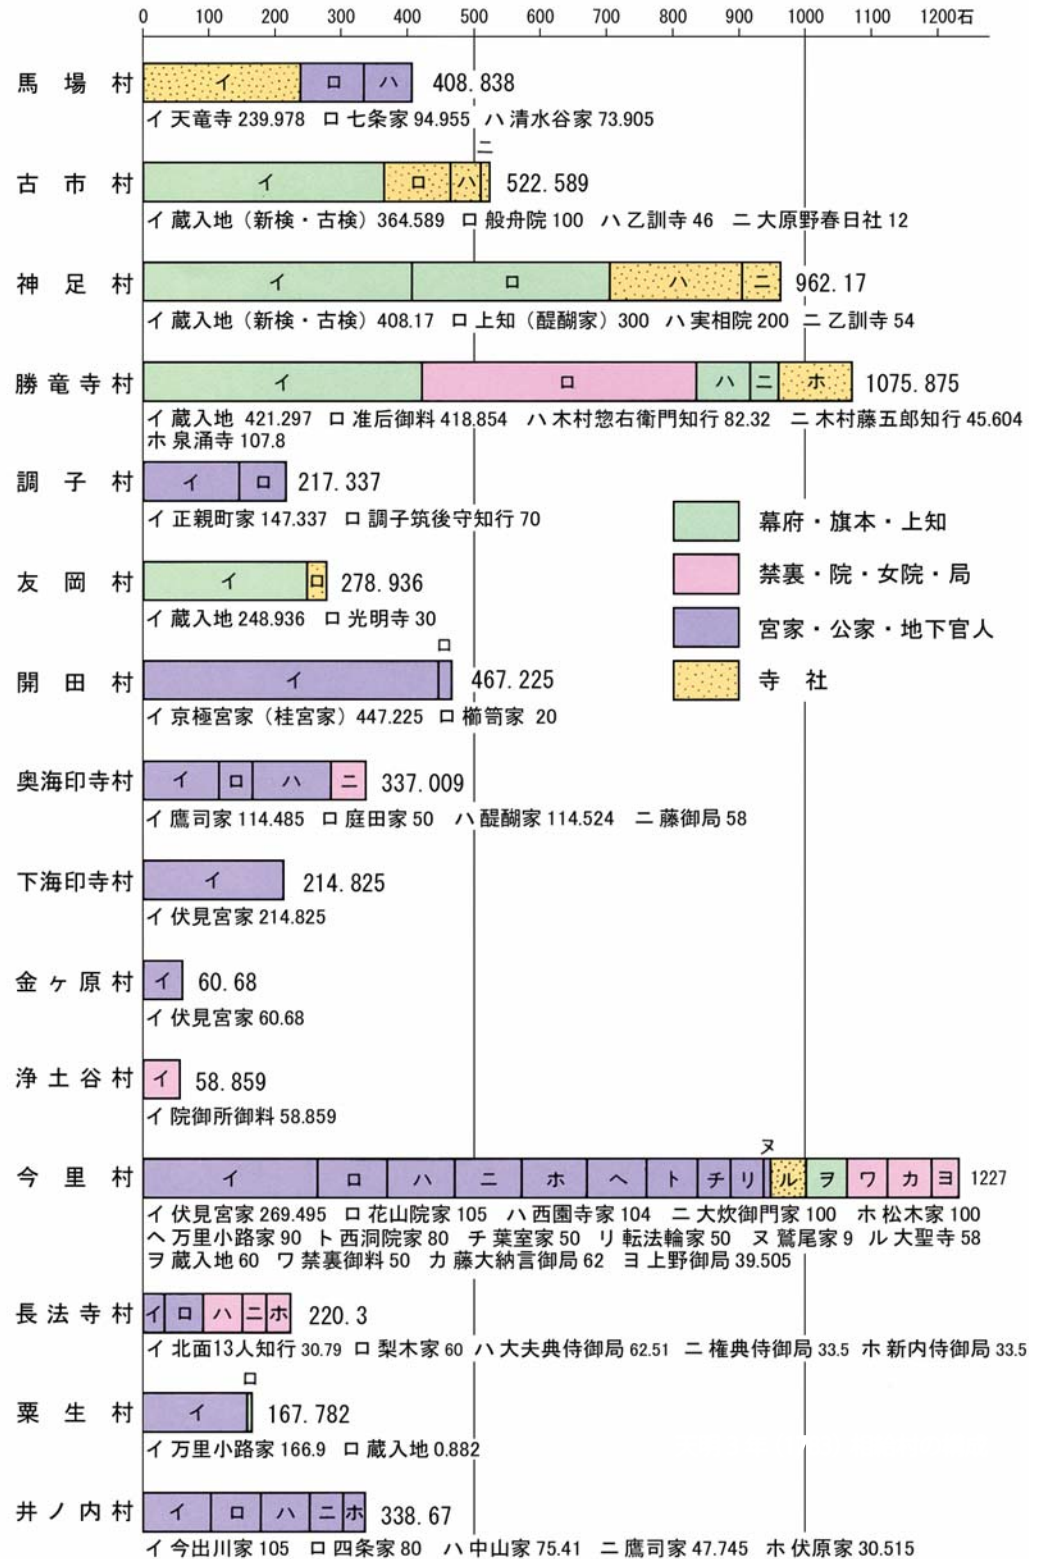 0 100 200 300 400 500 600 700 800 900 1000 1100 1200石
馬場村 イ ロ ハ 408.838
イ 天竜寺 239.978 ロ 七条家 94.955 ハ 清水谷家 73.905
ニ
古市村 イ ロ ハ 522.589
イ 蔵入地（新検・古検）364.589 ロ 般舟院 100 ハ 乙訓寺 46 ニ 大原野春日社 12
神足村 イ ロ ハ ニ 962.17
イ 蔵入地（新検・古検）408.17 ロ 上知（醍醐家）300 ハ 実相院 200 ニ 乙訓寺 54
勝竜寺村 イ ロ ハ ニ ホ 1075.875
イ 蔵入地 421.297 ロ 准后御料 418.854 ハ 木村惣右衛門知行 82.32 ニ 木村藤五郎知行 45.604
ホ 泉涌寺 107.8
調子村 イ ロ 217.337
イ 正親町家 147.337 ロ 調子筑後守知行 70
幕府・旗本・上知
禁裏・院・女院・局
宮家・公家・地下官人
寺社
友岡村 イ ロ 278.936
イ 蔵入地 248.936 ロ 光明寺 30
ロ
開田村 イ 467.225
イ 京極宮家（桂宮家）447.225 ロ 櫛笥家 20
奥海印寺村 イ ロ ハ ニ 337.009
イ 鷹司家 114.485 ロ 庭田家 50 ハ 醍醐家 114.524 ニ 藤御局 58
下海印寺村 イ 214.825
イ 伏見宮家 214.825
金ヶ原村 イ 60.68
イ 伏見宮家 60.68
浄土谷村 イ 58.859
イ 院御所御料 58.859
ヌ
今里村 イ ロ ハ ニ ホ ヘ ト チ リ ル ヲ ワ カ ヨ 1227
イ 伏見宮家 269.495 ロ 花山院家 105 ハ 西園寺家 104 ニ 大炊御門家 100 ホ 松木家 100
ヘ 万里小路家 90 ト 西洞院家 80 チ 葉室家 50 リ 転法輪家 50 ヌ 鷲尾家 9 ル 大聖寺 58
ヲ 蔵入地 60 ワ 禁裏御料 50 カ 藤大納言御局 62 ヨ 上野御局 39.505
長法寺村 イ ロ ハ ニ ホ 220.3
イ 北面13人知行 30.79 ロ 梨木家 60 ハ 大夫典侍御局 62.51 ニ 権典侍御局 33.5 ホ 新内侍御局 33.5
ロ
粟生村 イ 167.782
イ 万里小路家 166.9 ロ 蔵入地 0.882
井ノ内村 イ ロ ハ ニ ホ 338.67
イ 今出川家 105 ロ 四条家 80 ハ 中山家 75.41 ニ 鷹司家 47.745 ホ 伏原家 30.515